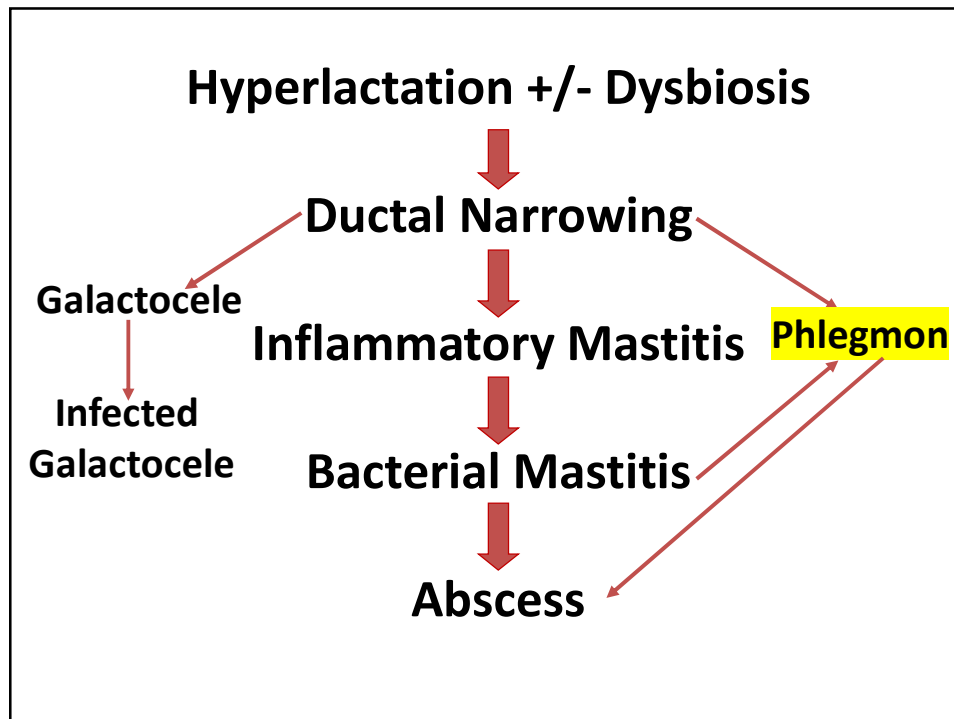 Hyperlactation +/- Dysbiosis
Ductal Narrowing
Galactocele
Inflammatory Mastitis
Phlegmon
Infected
Galactocele
Bacterial Mastitis
Abscess